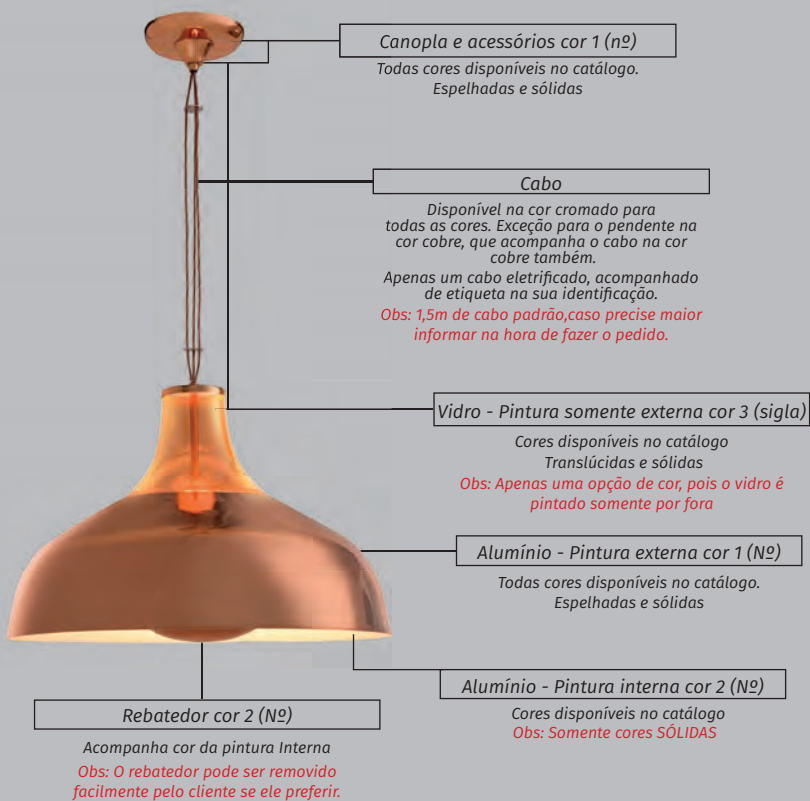 Canopla e acessórios cor 1 (nº)
Todas cores disponíveis no catálogo.
Espelhadas e sólidas
Cabo
Disponível na cor cromado para
todas as cores. Exceção para o pendente na
cor cobre, que acompanha o cabo na cor
cobre também.
Apenas um cabo eletrificado, acompanhado
de etiqueta na sua identificação.
Obs: 1,5m de cabo padrão,caso precise maior
informar na hora de fazer o pedido.
Vidro - Pintura somente externa cor 3 (sigla)
Cores disponíveis no catálogo
Translúcidas e sólidas
Obs: Apenas uma opção de cor, pois o vidro é
pintado somente por fora
Alumínio - Pintura externa cor 1 (Nº)
Todas cores disponíveis no catálogo.
Espelhadas e sólidas
Alumínio - Pintura interna cor 2 (Nº)
Cores disponíveis no catálogo
Obs: Somente cores SÓLIDAS
Rebatedor cor 2 (Nº)
Acompanha cor da pintura Interna
Obs: O rebatedor pode ser removido
facilmente pelo cliente se ele preferir.